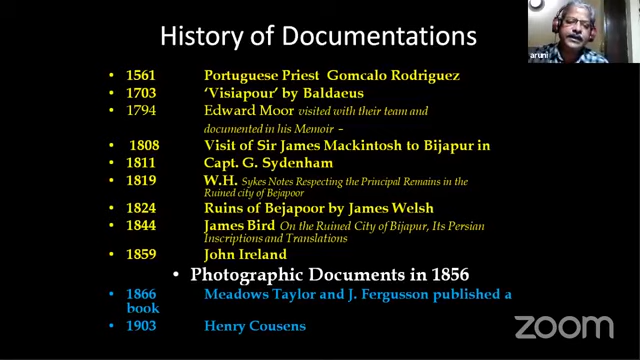 History of Documentations
• 1561 Portuguese Priest Gomcalo Rodriguez
• 1703 ‘Visiapour’ by Baldaeus
• 1794 Edward Moor visited with their team and
documented in his Memoir -
• 1808 Visit of Sir James Mackintosh to Bijapur in
• 1811 Capt. G. Sydenham
• 1819 W.H. Sykes Notes Respecting the Principal Remains in the
Ruined city of Bejapoor
• 1824 Ruins of Bejapoor by James Welsh
• 1844 James Bird On the Ruined City of Bijapur, Its Persian
Inscriptions and Translations
• 1859 John Ireland
• Photographic Documents in 1856
• 1866 Meadows Taylor and J. Fergusson published a
book
• 1903 Henry Cousens
zoom